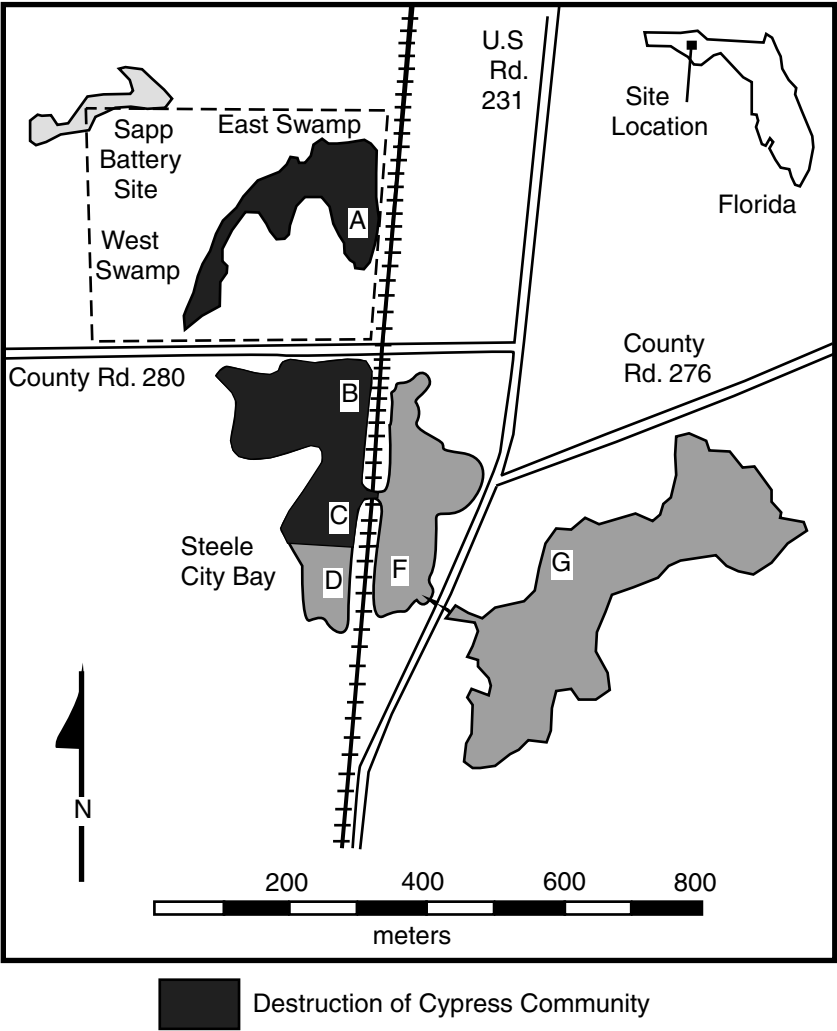 U.S
Rd.
231
Site
Location
Florida
East Swamp
Sapp
Battery
Site
A
West
Swamp
County Rd. 280
County
Rd. 276
B
C
Steele
City Bay
D
F
G
N
200 400 600 800
meters
Destruction of Cypress Community